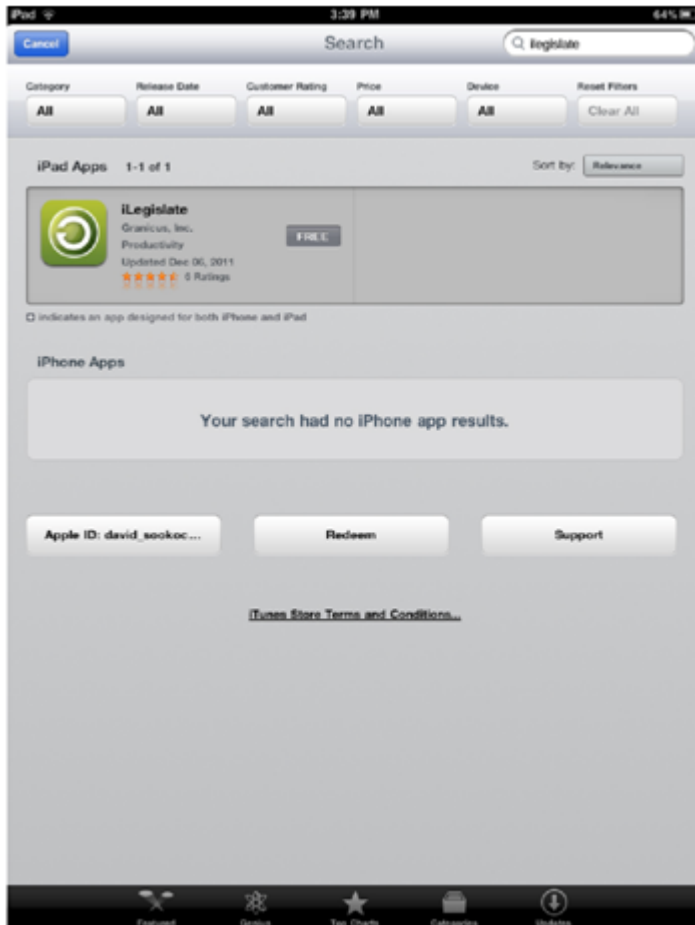 iPad 3:39 PM 64%
Cancel Search ilegislate
Category Release Date Customer Rating Price Device Reset Filters
All All All All All Clear All
iPad Apps 1-1 of 1 Sort by: Relevance
iLegislate
Granicus, Inc.
Productivity
FREE
Updated Dec 06, 2011
6 Ratings
indicates an app designed for both iPhone and iPad
iPhone Apps
Your search had no iPhone app results.
Apple ID: david_sookoc... Redeem Support
iTunes Store Terms and Conditions...
Featured Genius Top Charts Categories Updates